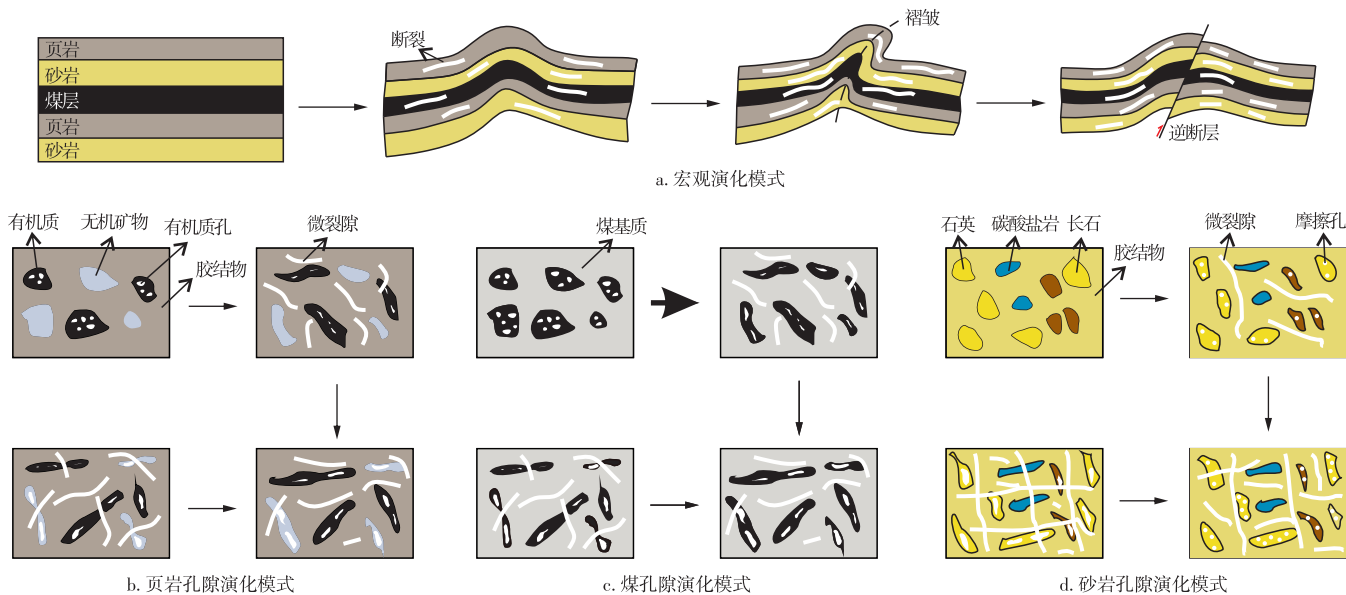 页岩
砂岩
煤层
页岩
砂岩
断裂
褶皱
逆断层
a. 宏观演化模式
有机质
无机矿物
有机质孔
胶结物
微裂隙
煤基质
石英
碳酸盐岩
长石
胶结物
微裂隙
摩擦孔
b. 页岩孔隙演化模式
c. 煤孔隙演化模式
d. 砂岩孔隙演化模式